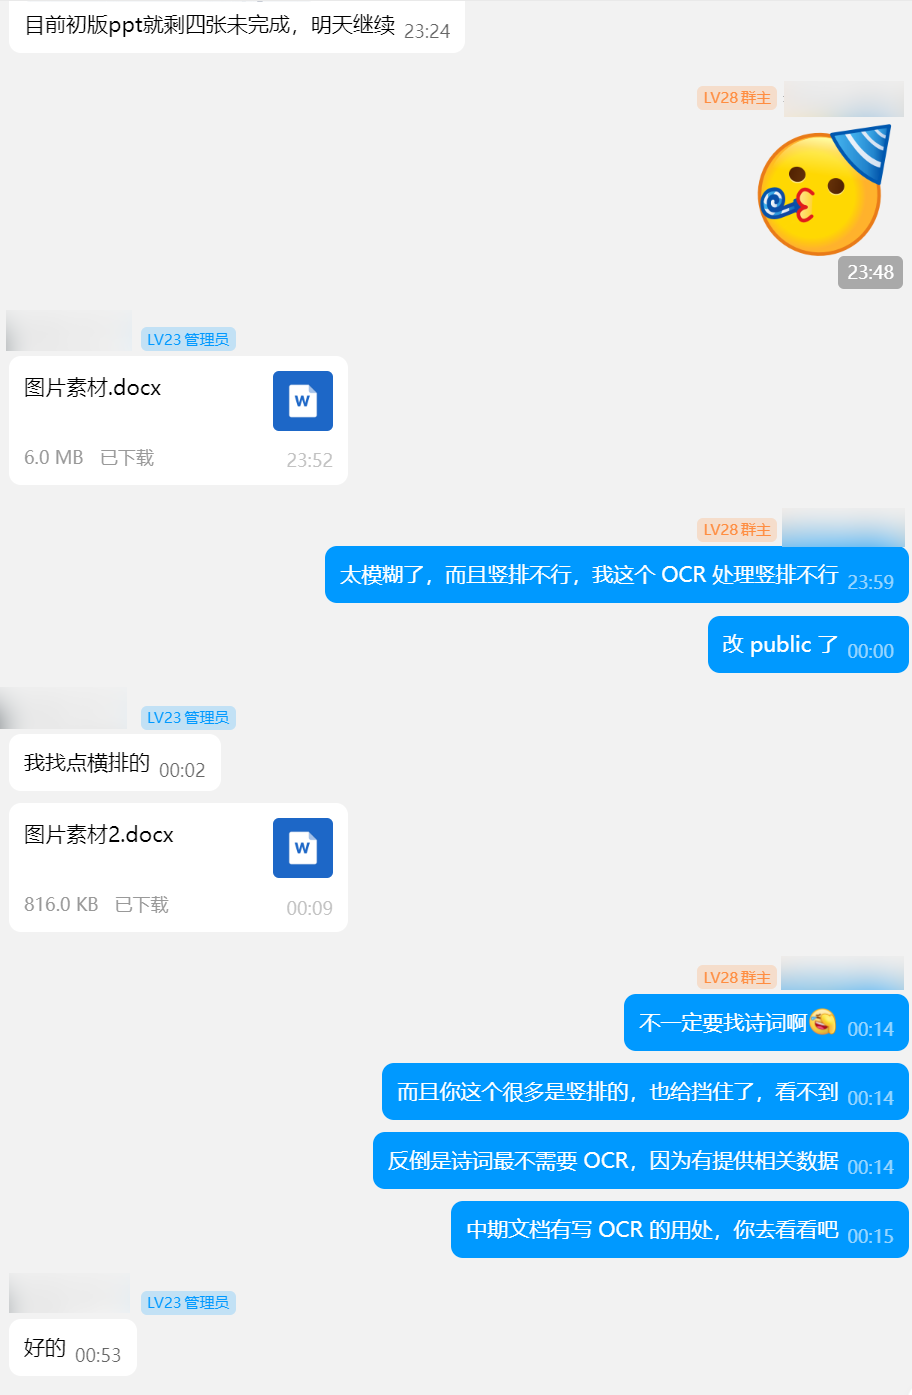 目前初版ppt就剩四张未完成，明天继续 23:24
LV28 群主
23:48
LV23 管理员
图片素材.docx
W
6.0 MB 已下载 23:52
LV28 群主
太模糊了，而且竖排不行，我这个 OCR 处理竖排不行 23:59
改 public 了 00:00
LV23 管理员
我找点横排的 00:02
图片素材2.docx
W
816.0 KB 已下载 00:09
LV28 群主
不一定要找诗词啊 00:14
而且你这个很多是竖排的，也给挡住了，看不到 00:14
反倒是诗词最不需要 OCR，因为有提供相关数据 00:14
中期文档有写 OCR 的用处，你去看看吧 00:15
LV23 管理员
好的 00:53